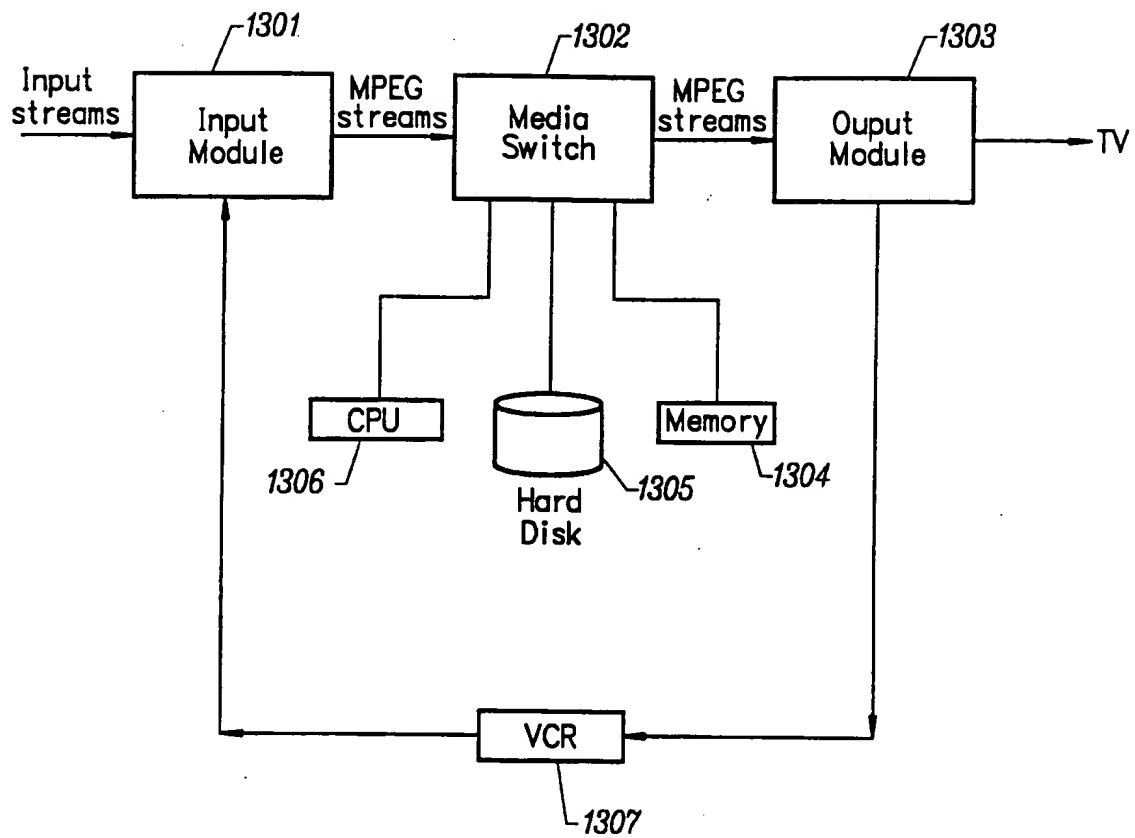 1301
1302
1303
Input
streams
Input
Module
MPEG
streams
Media
Switch
MPEG
streams
Ouput
Module
TV
CPU
1306
Hard
Disk
1305
Memory
1304
VCR
1307